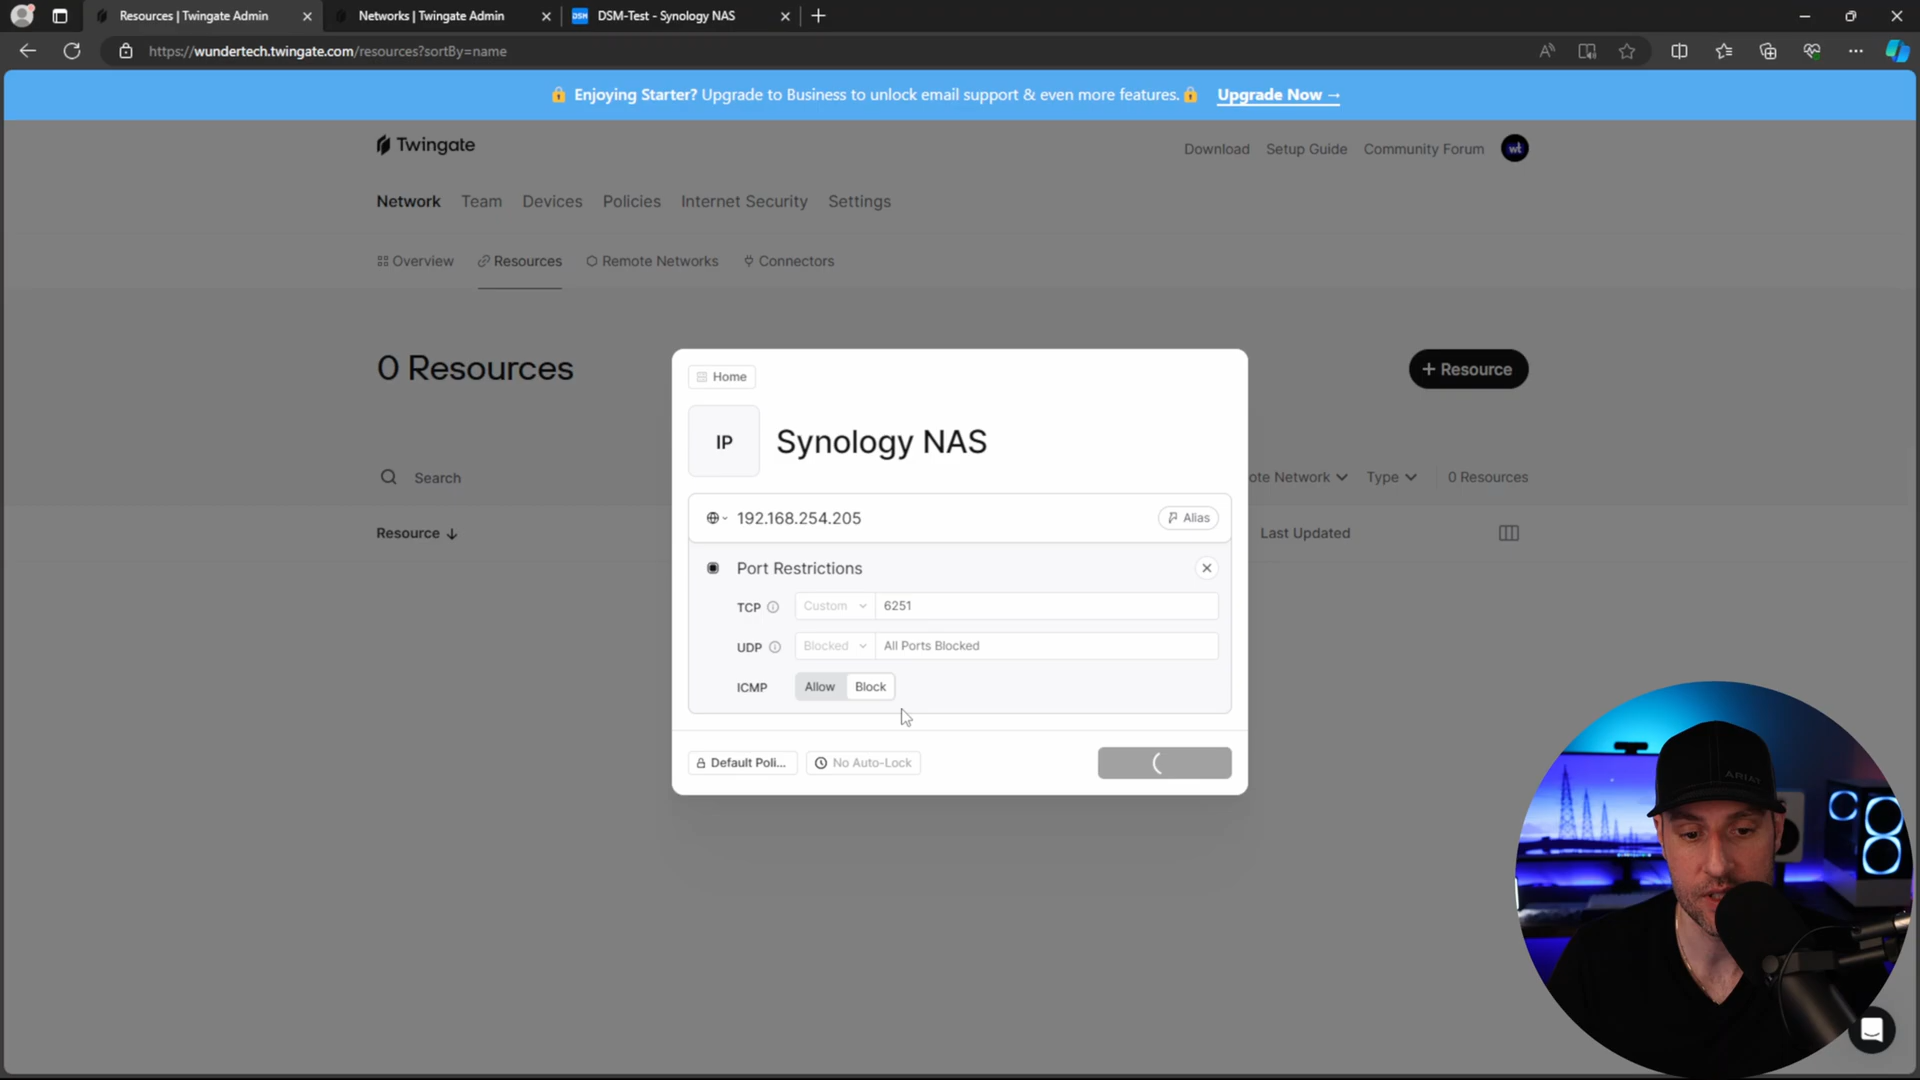 Resources | Twingate Admin
Networks | Twingate Admin
DSM
DSM-Test - Synology NAS
https://wundertech.twingate.com/resources?sortBy=name
Enjoying Starter? Upgrade to Business to unlock email support & even more features.
Upgrade Now →
Twingate
Download
Setup Guide
Community Forum
wt
Network
Team
Devices
Policies
Internet Security
Settings
Overview
Resources
Remote Networks
Connectors
0 Resources
+ Resource
Home
IP
Synology NAS
Search
ote Network
Type
0 Resources
192.168.254.205
Alias
Resource
Last Updated
Port Restrictions
TCP
Custom
6251
UDP
Blocked
All Ports Blocked
ICMP
Allow
Block
Default Poli...
No Auto-Lock
ARIAT